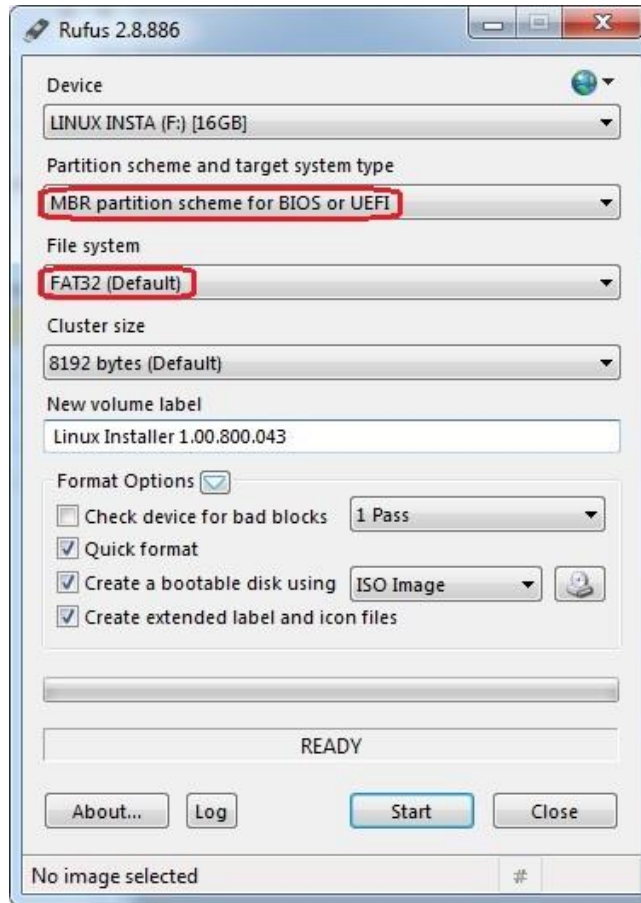 Rufus 2.8.886
Device
LINUX INSTA (F:) [16GB]
Partition scheme and target system type
MBR partition scheme for BIOS or UEFI
File system
FAT32 (Default)
Cluster size
8192 bytes (Default)
New volume label
Linux Installer 1.00.800.043
Format Options
Check device for bad blocks 1 Pass
Quick format
Create a bootable disk using ISO Image
Create extended label and icon files
READY
About... Log Start Close
No image selected #